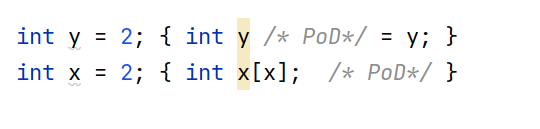 int y = 2; { int y /* PoD*/ = y; }
int x = 2; { int x[x];  /* PoD*/ }